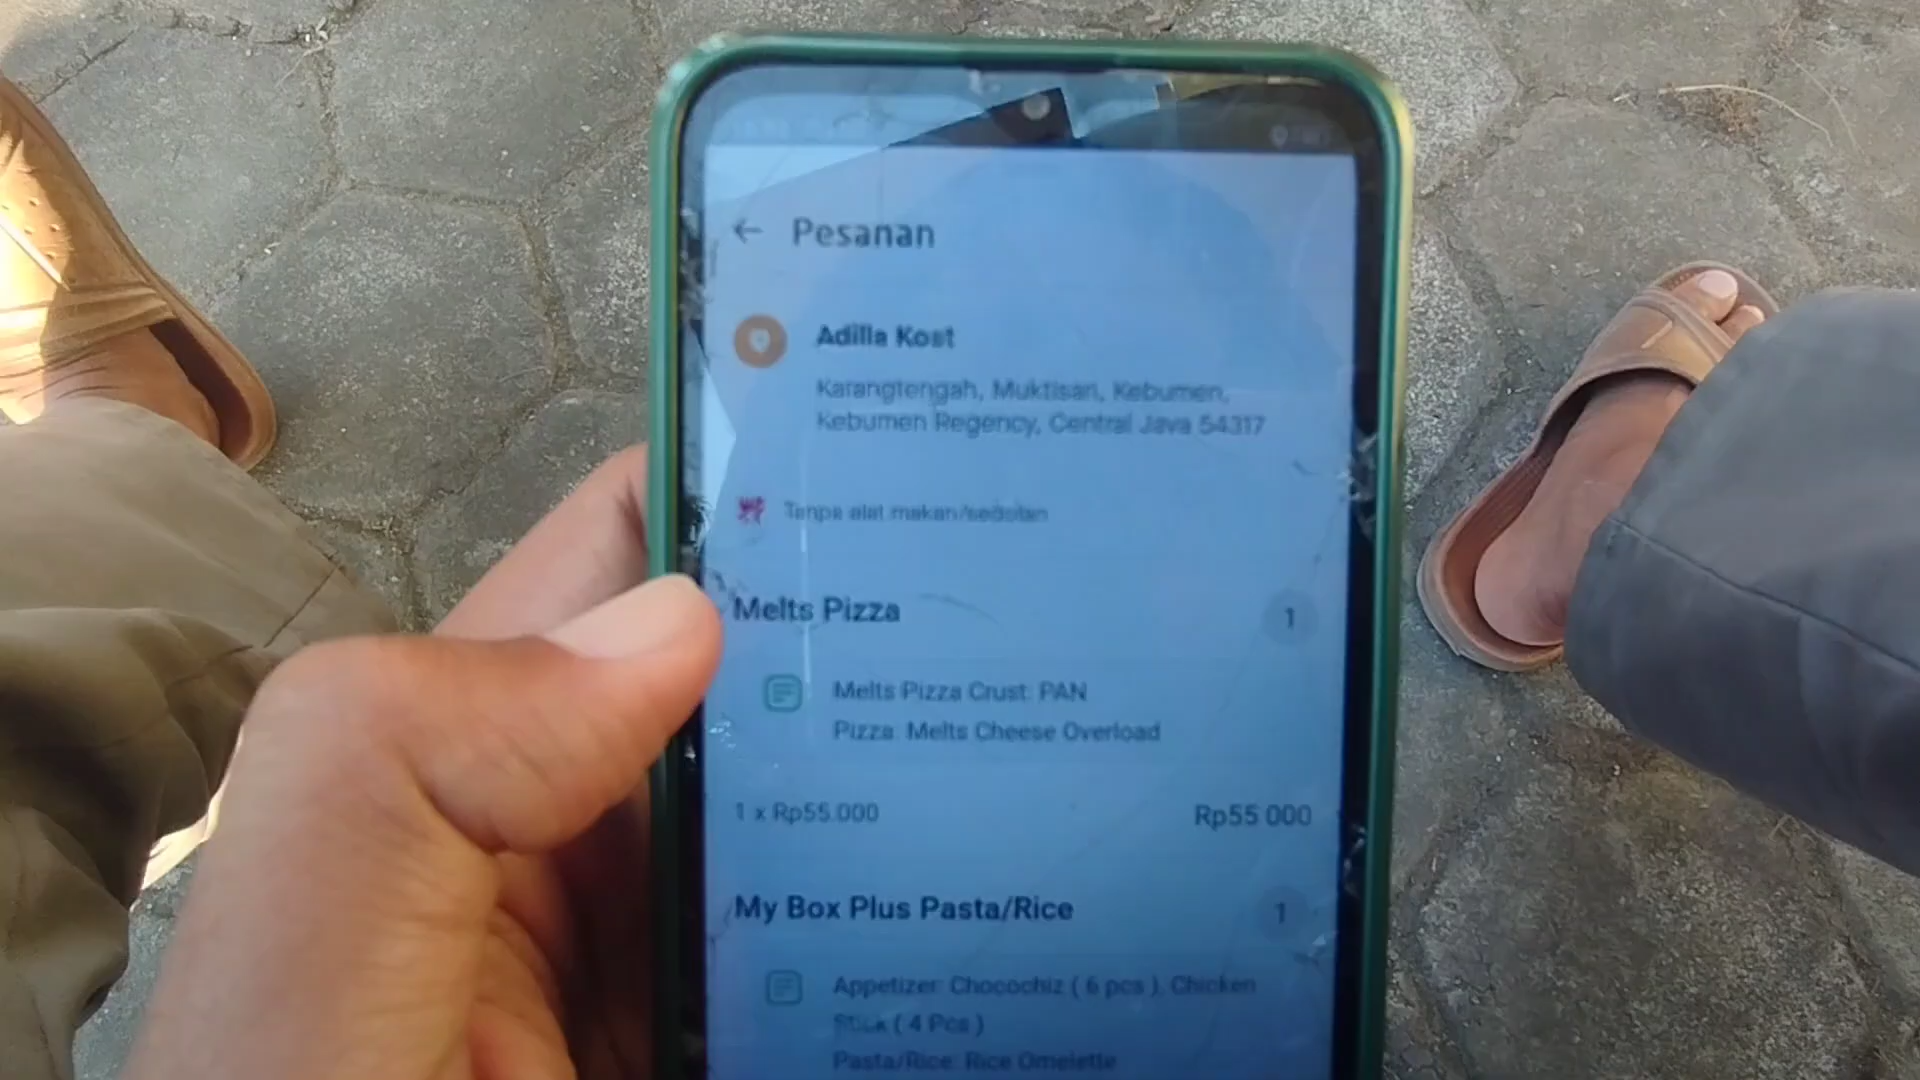 Pesanan
Adilla Kost
Karangtengah, Muktisari, Kebumen,
Kebumen Regency, Central Java 54317
Tanpa alat makan/sedotan
Melts Pizza
1
Melts Pizza Crust: PAN
Pizza: Melts Cheese Overload
1 x Rp55.000
Rp55.000
My Box Plus Pasta/Rice
1
Appetizer: Chocochiz ( 6 pcs ), Chicken
Stick ( 4 Pcs )
Pasta/Rice: Rice Omelette